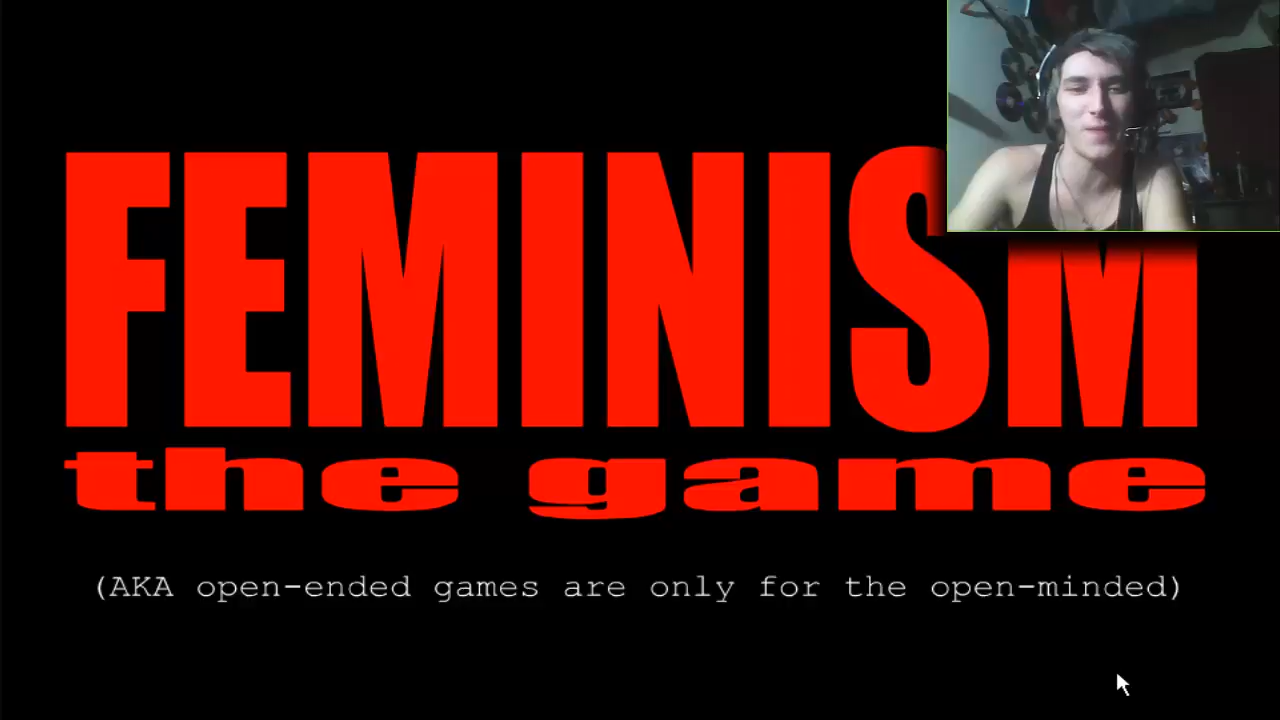 FEMINISM
the game
(AKA open-ended games are only for the open-minded)